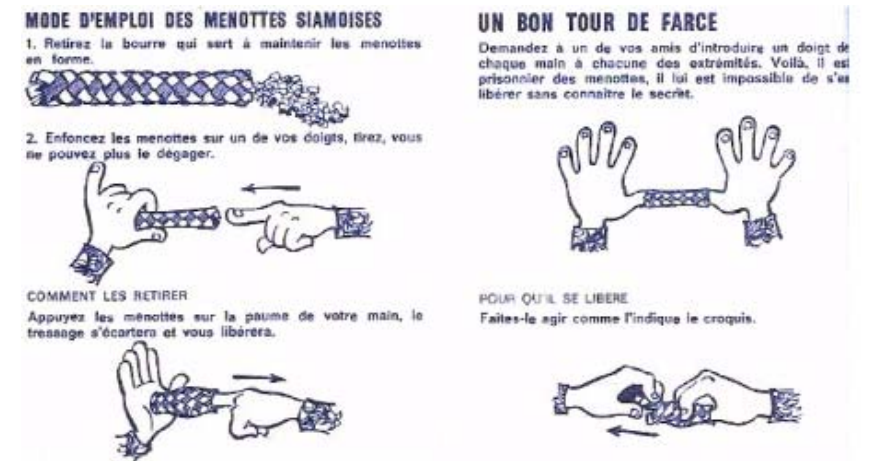 MODE D'EMPLOI DES MENOTTES SIAMOISES
1. Retirez la bourre qui sert à maintenir les menottes
en forme.
2. Enfoncez les menottes sur un de vos doigts, tirez, vous
ne pouvez plus le dégager.
COMMENT LES RETIRER
Appuyez les menottes sur la paume de votre main, le
tressage s'écartera et vous libérera.
UN BON TOUR DE FARCE
Demandez à un de vos amis d'introduire un doigt de
chaque main à chacune des extrémités. Voilà, il est
prisonnier des menottes, il lui est impossible de s'en
libérer sans connaître le secret.
POUR QU'IL SE LIBERE
Faites-le agir comme l'indique le croquis.